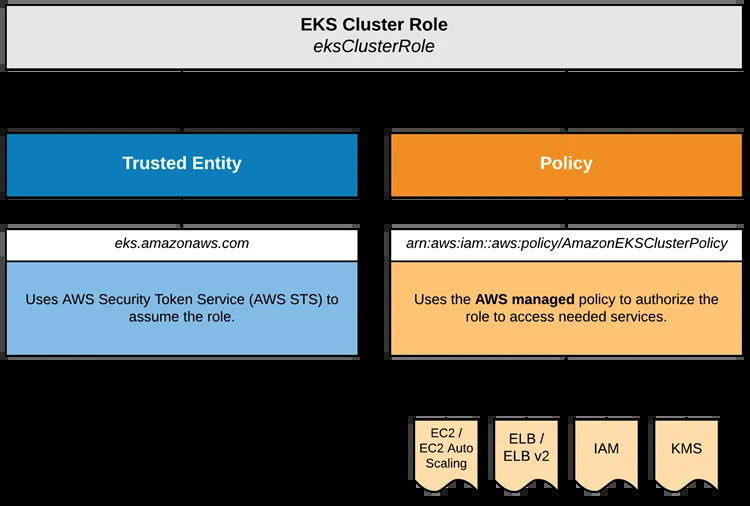 EKS Cluster Role
eksClusterRole
Trusted Entity
Policy
eks.amazonaws.com
arn:aws:iam::aws:policy/AmazonEKSClusterPolicy
Uses AWS Security Token Service (AWS STS) to
assume the role.
Uses the AWS managed policy to authorize the
role to access needed services.
EC2 /
EC2 Auto
Scaling
ELB /
ELB v2
IAM
KMS